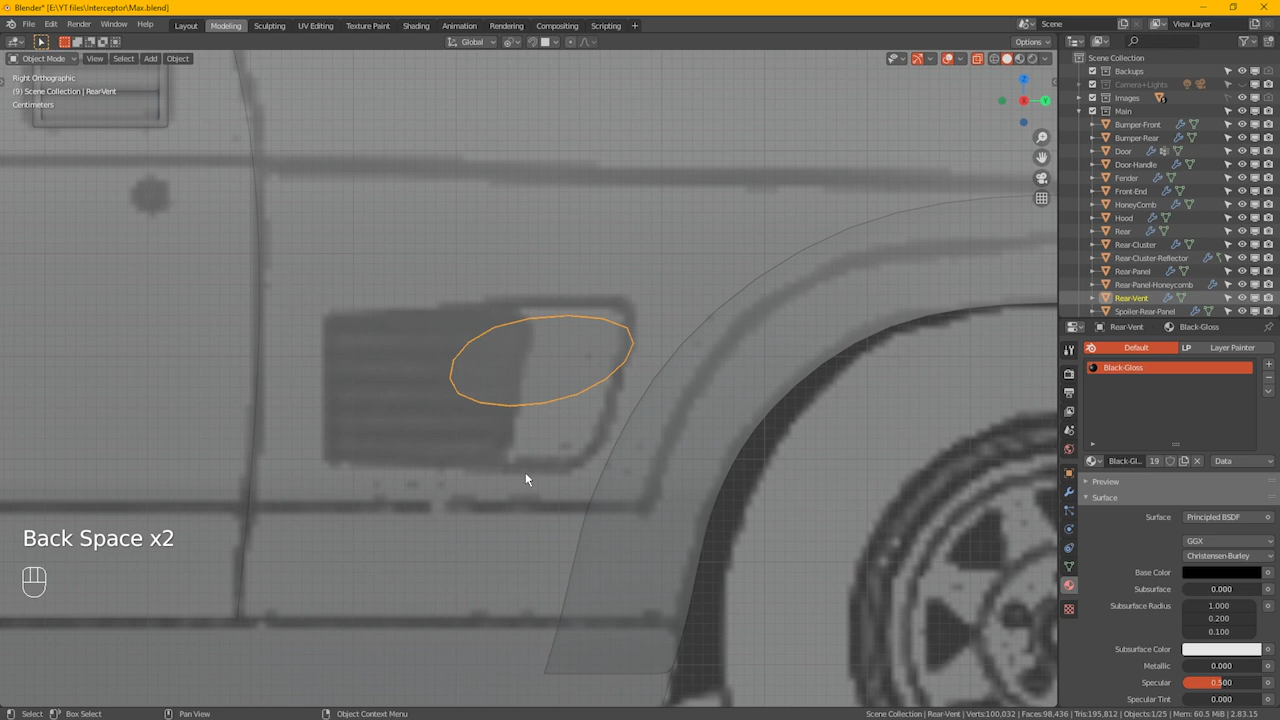 Blender* [E:\YT files\Interceptor\Max.blend]
File Edit Render Window Help Layout Modeling Sculpting UV Editing Texture Paint Shading Animation Rendering Compositing Scripting + Scene View Layer
Global Options
Object Mode View Select Add Object
Right Orthographic
(9) Scene Collection | RearVent
Centimeters
Scene Collection
Backups
Camera+Lights
Images
Main
Bumper-Front
Bumper-Rear
Door
Door-Handle
Fender
Front-End
HoneyComb
Hood
Rear
Rear-Cluster
Rear-Cluster-Reflector
Rear-Panel
Rear-Panel-Honeycomb
Rear-Vent
Spoiler-Rear-Panel
Rear-Vent Black-Gloss
Default LP Layer Painter
Black-Gloss
Black-Gl... 19 Data
Preview
Surface
Surface Principled BSDF
GGX
Christensen-Burley
Base Color
Subsurface 0.000
Subsurface Radius 1.000
0.200
0.100
Subsurface Color
Metallic 0.000
Specular 0.500
Specular Tint 0.000
Back Space x2
Select Box Select Pan View Object Context Menu Scene Collection | Rear-Vent | Verts:100,032 | Faces:98,436 | Tris:195,812 | Objects:1/25 | Mem: 60.5 MiB | 2.83.15